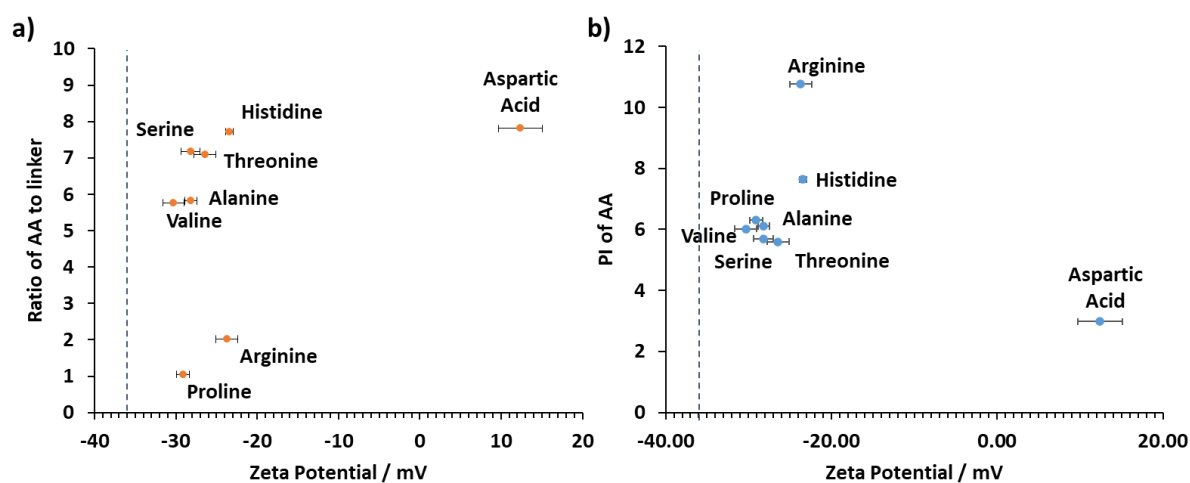 a)
10
9
8
7
6
5
4
3
2
1
0
Ratio of AA to linker
Aspartic
Acid
Histidine
Serine
Threonine
Alanine
Valine
Arginine
Proline
-40
-30
-20
-10
0
10
20
Zeta Potential / mV
b)
12
10
8
6
4
2
0
PI of AA
Arginine
Histidine
Proline
Alanine
Valine
Serine
Threonine
Aspartic
Acid
-40.00
-20.00
0.00
20.00
Zeta Potential / mV